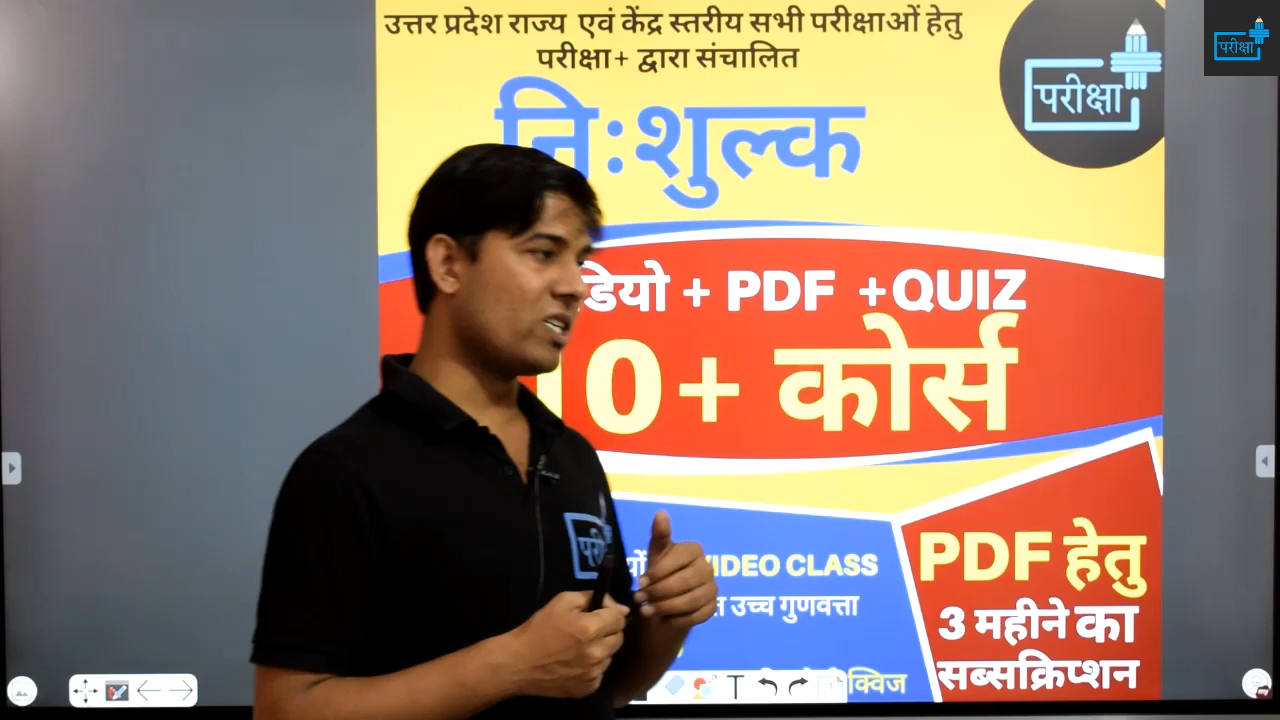 उत्तर प्रदेश राज्य एवं केंद्र स्तरीय सभी परीक्षाओं हेतु
परीक्षा+ द्वारा संचालित
परीक्षा
परीक्षा
निःशुल्क
+ PDF +QUIZ
10+ कोर्स
VIDEO CLASS
उच्च गुणवत्ता
क्विज
PDF हेतु
3 महीने का
सब्सक्रिप्शन
T